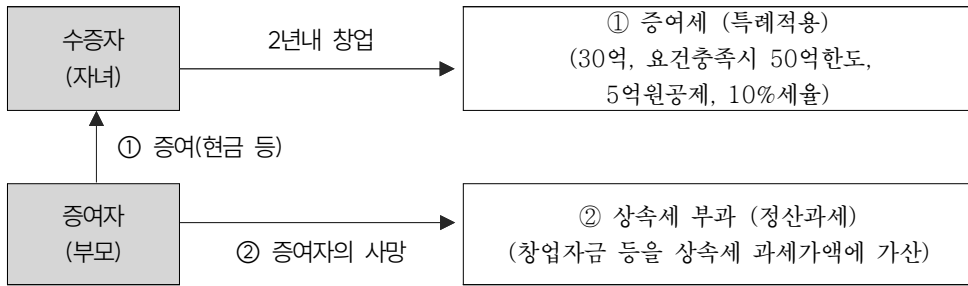 수증자
(자녀)
2년내 창업
① 증여세 (특례적용)
(30억, 요건충족시 50억한도,
5억원공제, 10%세율)
① 증여(현금 등)
증여자
(부모)
② 증여자의 사망
② 상속세 부과 (정산과세)
(창업자금 등을 상속세 과세가액에 가산)